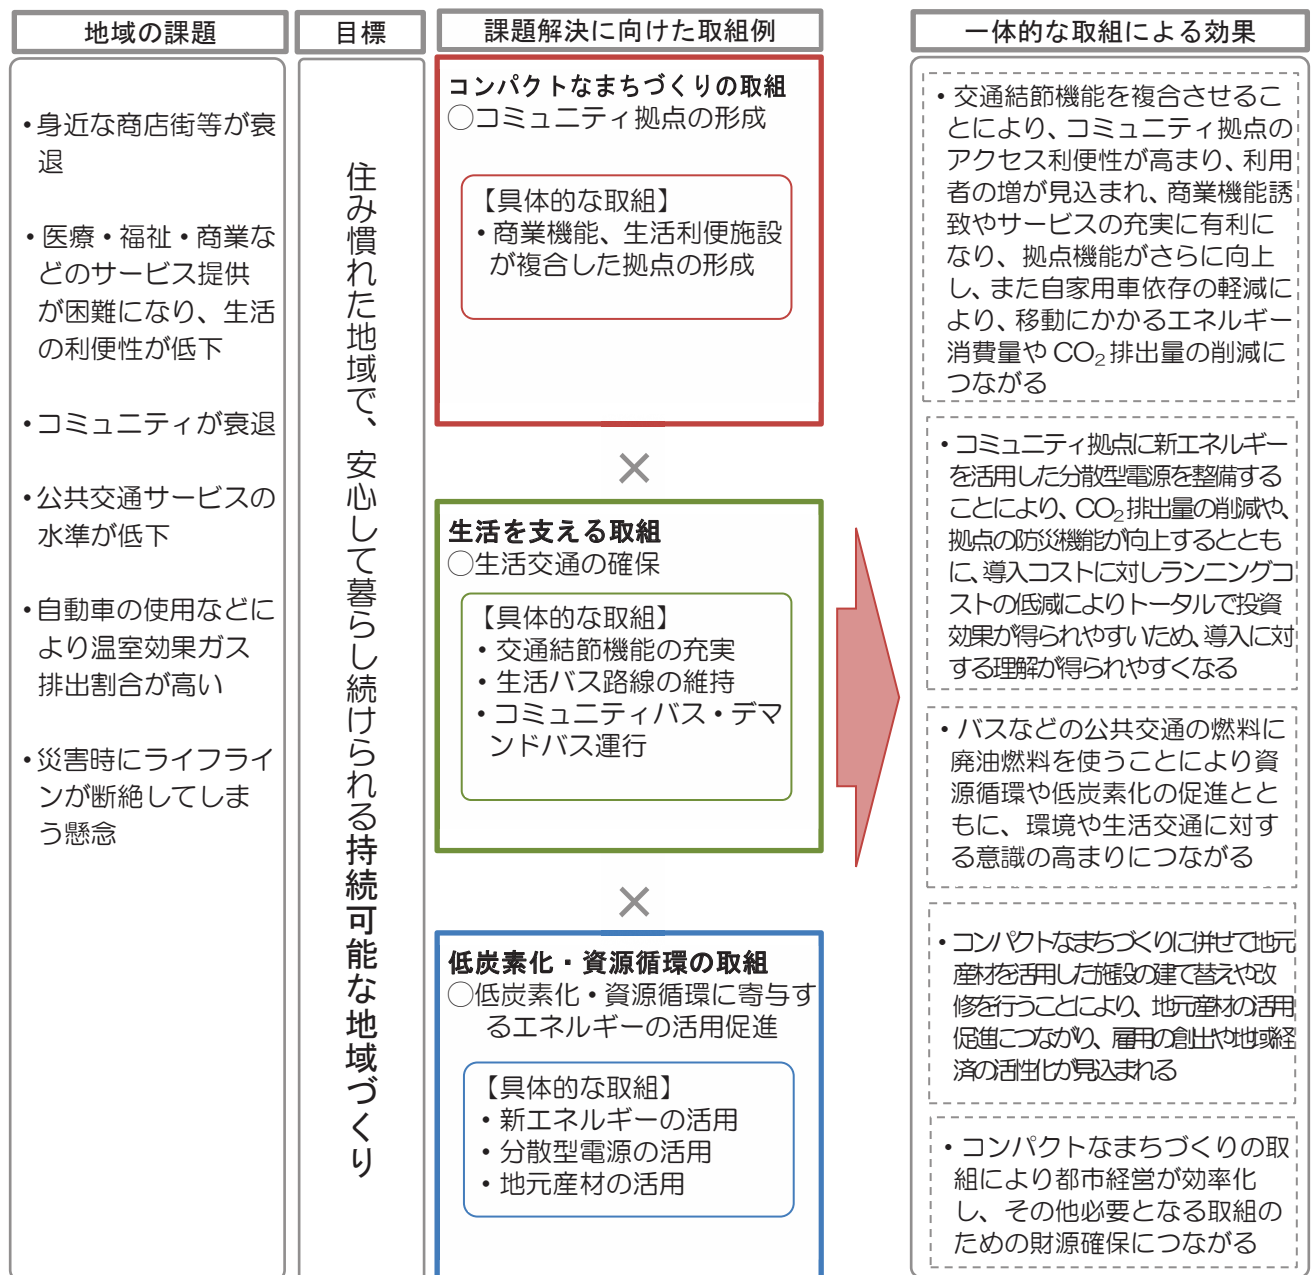 地域の課題
・身近な商店街等が衰
退
・医療・福祉・商業な
どのサービス提供
が困難になり、生活
の利便性が低下
・コミュニティが衰退
・公共交通サービスの
水準が低下
・自動車の使用などに
より温室効果ガス
排出割合が高い
・災害時にライフライ
ンが断絶してしま
う懸念
目標
住み慣れた地域で、安心して暮らし続けられる持続可能な地域づくり
課題解決に向けた取組例
コンパクトなまちづくりの取組
○コミュニティ拠点の形成
【具体的な取組】
・商業機能、生活利便施設
が複合した拠点の形成
×
生活を支える取組
○生活交通の確保
【具体的な取組】
・交通結節機能の充実
・生活バス路線の維持
・コミュニティバス・デマ
ンドバス運行
×
低炭素化・資源循環の取組
○低炭素化・資源循環に寄与す
るエネルギーの活用促進
【具体的な取組】
・新エネルギーの活用
・分散型電源の活用
・地元産材の活用
一体的な取組による効果
・交通結節機能を複合させるこ
とにより、コミュニティ拠点の
アクセス利便性が高まり、利用
者の増が見込まれ、商業機能誘
致やサービスの充実に有利に
なり、拠点機能がさらに向上
し、また自家用車依存の軽減に
より、移動にかかるエネルギー
消費量や CO₂排出量の削減に
つながる
・コミュニティ拠点に新エネルギー
を活用した分散型電源を整備する
ことにより、CO₂排出量の削減や、
拠点の防災機能が向上するととも
に、導入コストに対しランニングコ
ストの低減によりトータルで投資
効果が得られやすいため、導入に対
する理解が得られやすくなる
・バスなどの公共交通の燃料に
廃油燃料を使うことにより資
源循環や低炭素化の促進とと
もに、環境や生活交通に対す
る意識の高まりにつながる
・コンパクトなまちづくりに併せて地元
産材を活用した施設の建て替えや改
修を行うことにより、地元産材の活用
促進につながり、雇用の創出や地域経
済の活性化が見込まれる
・コンパクトなまちづくりの取
組により都市経営が効率化
し、その他必要となる取組の
ための財源確保につながる